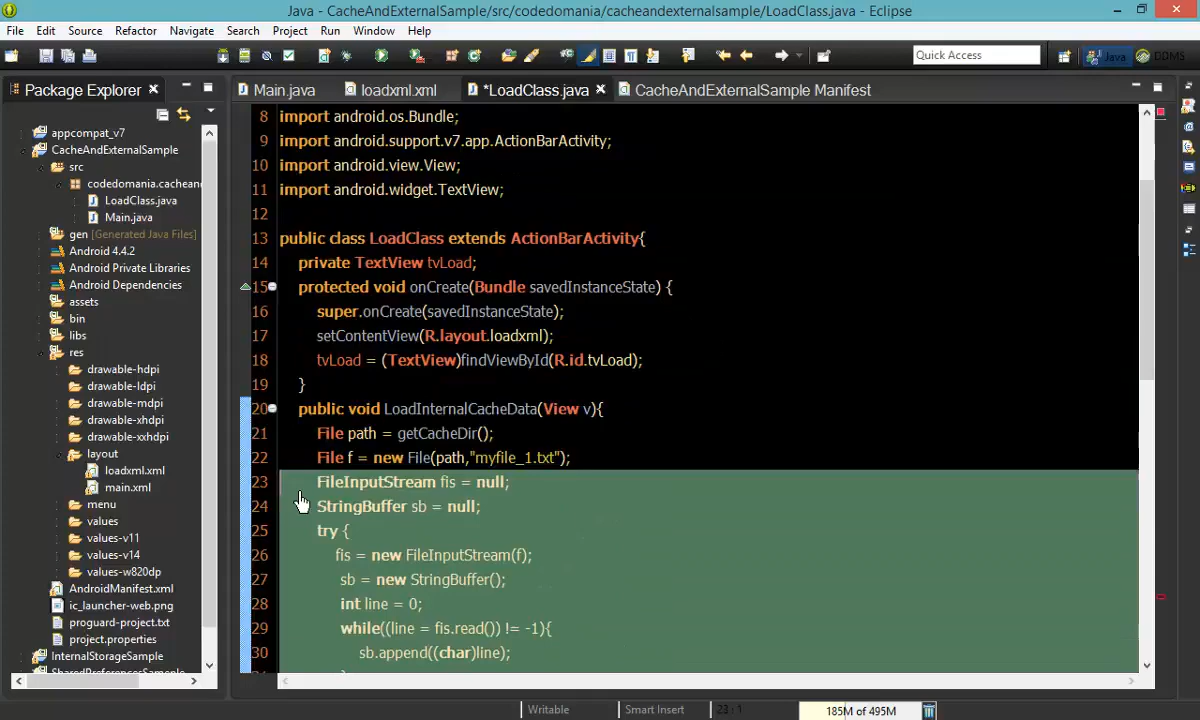 Java - CacheAndExternalSample/src/codedomania/cacheandexternalsample/LoadClass.java - Eclipse
File Edit Source Refactor Navigate Search Project Run Window Help
Quick Access
Java
DDMS
Package Explorer
Main.java
loadxml.xml
*LoadClass.java
CacheAndExternalSample Manifest
appcompat_v7
CacheAndExternalSample
src
codedomania.cachean
LoadClass.java
Main.java
gen [Generated Java Files]
Android 4.4.2
Android Private Libraries
Android Dependencies
assets
bin
libs
res
drawable-hdpi
drawable-ldpi
drawable-mdpi
drawable-xhdpi
drawable-xxhdpi
layout
loadxml.xml
main.xml
menu
values
values-v11
values-v14
values-w820dp
AndroidManifest.xml
ic_launcher-web.png
proguard-project.txt
project.properties
InternalStorageSample
8 import android.os.Bundle;
9 import android.support.v7.app.ActionBarActivity;
10 import android.view.View;
11 import android.widget.TextView;
12
13 public class LoadClass extends ActionBarActivity{
14 private TextView tvLoad;
15 protected void onCreate(Bundle savedInstanceState) {
16 super.onCreate(savedInstanceState);
17 setContentView(R.layout.loadxml);
18 tvLoad = (TextView)findViewById(R.id.tvLoad);
19 }
20 public void LoadInternalCacheData(View v){
21 File path = getCacheDir();
22 File f = new File(path,"myfile_1.txt");
23 FileInputStream fis = null;
24 StringBuffer sb = null;
25 try {
26 fis = new FileInputStream(f);
27 sb = new StringBuffer();
28 int line = 0;
29 while((line = fis.read()) != -1){
30 sb.append((char)line);
Writable
Smart Insert
23 : 1
185M of 495M